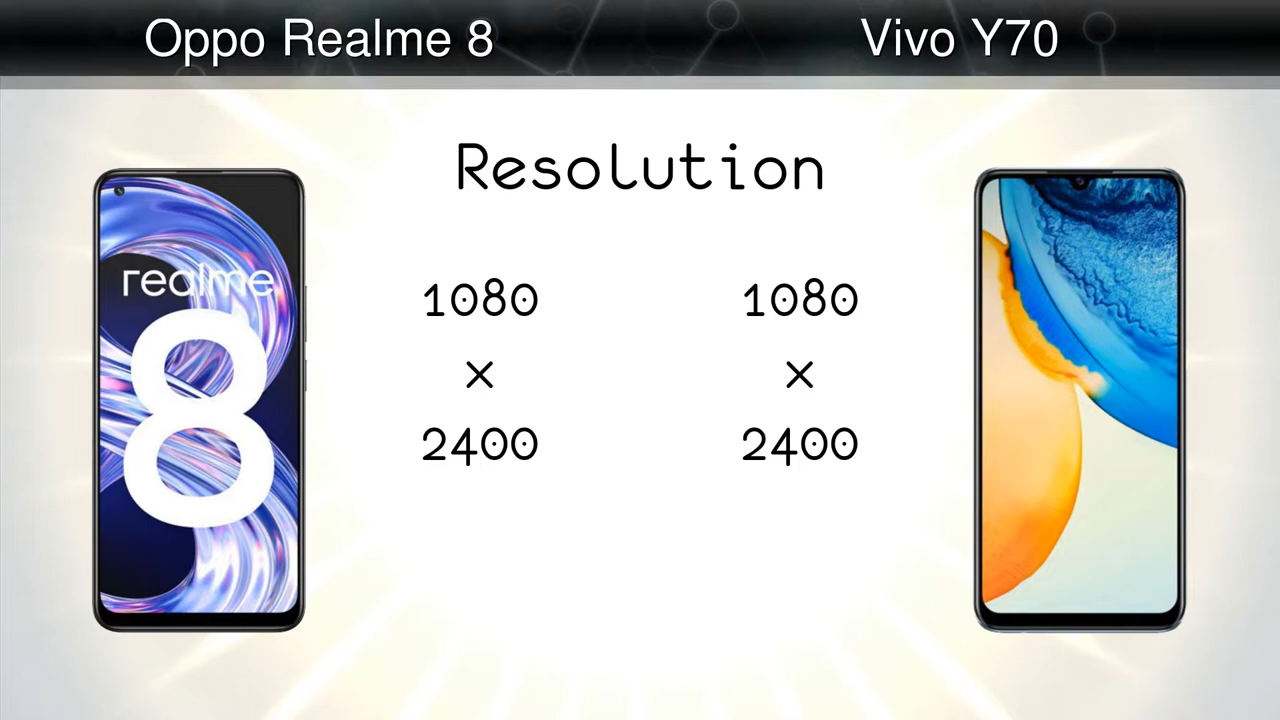 Oppo Realme 8
Vivo Y70
Resolution
realme
8
1080
×
2400
1080
×
2400